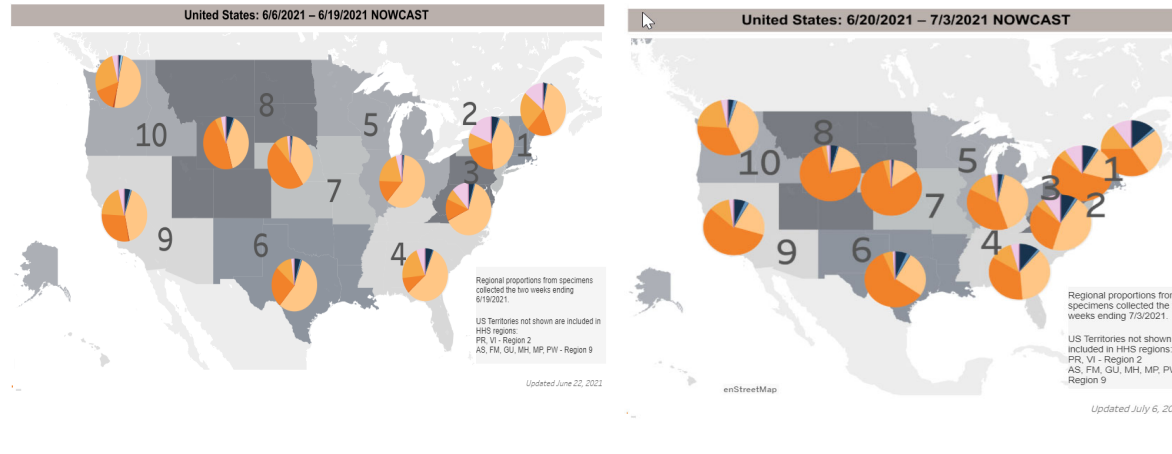 United States: 6/6/2021 – 6/19/2021 NOWCAST
2
8
5
10
1
3
7
9
6
4
Regional proportions from specimens
collected the two weeks ending
6/19/2021.
US Territories not shown are included in
HHS regions:
PR, VI - Region 2
AS, FM, GU, MH, MP, PW - Region 9
Updated June 22, 2021
United States: 6/20/2021 – 7/3/2021 NOWCAST
8
5
10
1
3
7
2
9
6
4
Regional proportions from
specimens collected the
weeks ending 7/3/2021.
US Territories not shown
included in HHS regions:
PR, VI - Region 2
AS, FM, GU, MH, MP, PW
Region 9
enStreetMap
Updated July 6, 20